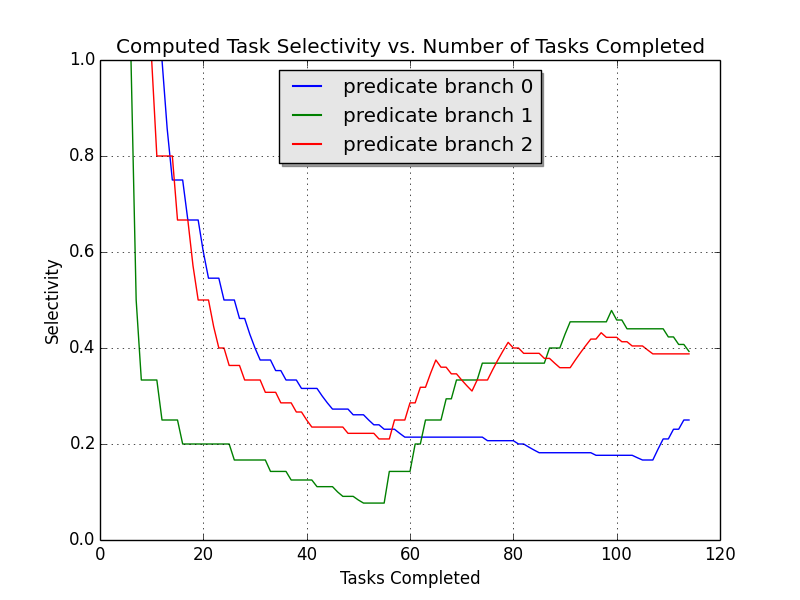 Computed Task Selectivity vs. Number of Tasks Completed
predicate branch 0
predicate branch 1
predicate branch 2
Selectivity
1.0
0.8
0.6
0.4
0.2
0.0
0 20 40 60 80 100 120
Tasks Completed